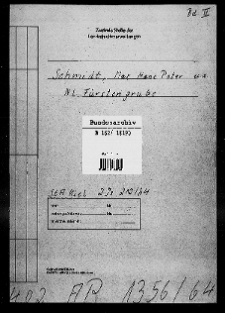 Bd II
Zentrale Stelle der
Landesjustizverwaltungen
Schmidt, Max Hans Peter u.a.
NL Fürstengrube
Bundesarchiv
B 162/
StA Kiel 2 Js 210/64
402 AR 1356/64